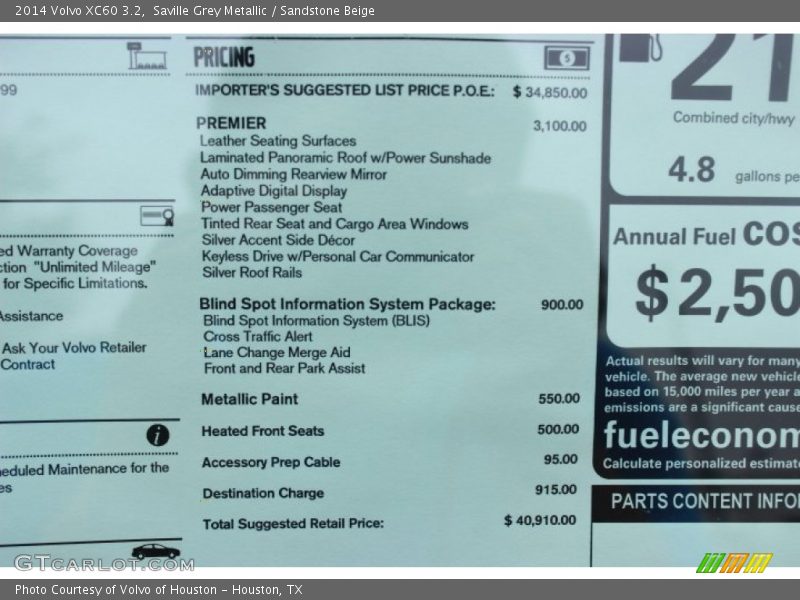 2014 Volvo XC60 3.2,  Saville Grey Metallic / Sandstone Beige
99
ed Warranty Coverage
ction "Unlimited Mileage"
for Specific Limitations.
Assistance
Ask Your Volvo Retailer
Contract
i
heduled Maintenance for the
es
PRICING
5
IMPORTER'S SUGGESTED LIST PRICE P.O.E.: $ 34,850.00
PREMIER 3,100.00
Leather Seating Surfaces
Laminated Panoramic Roof w/Power Sunshade
Auto Dimming Rearview Mirror
Adaptive Digital Display
Power Passenger Seat
Tinted Rear Seat and Cargo Area Windows
Silver Accent Side Décor
Keyless Drive w/Personal Car Communicator
Silver Roof Rails
Blind Spot Information System Package: 900.00
Blind Spot Information System (BLIS)
Cross Traffic Alert
Lane Change Merge Aid
Front and Rear Park Assist
Metallic Paint 550.00
Heated Front Seats 500.00
Accessory Prep Cable 95.00
Destination Charge 915.00
Total Suggested Retail Price: $ 40,910.00
21
Combined city/hwy
4.8 gallons pe
Annual Fuel COS
$2,50
Actual results will vary for many
vehicle. The average new vehicle
based on 15,000 miles per year a
emissions are a significant cause
fueleconom
Calculate personalized estimate
PARTS CONTENT INFO
GTCARLOT.COM
Photo Courtesy of Volvo of Houston - Houston, TX